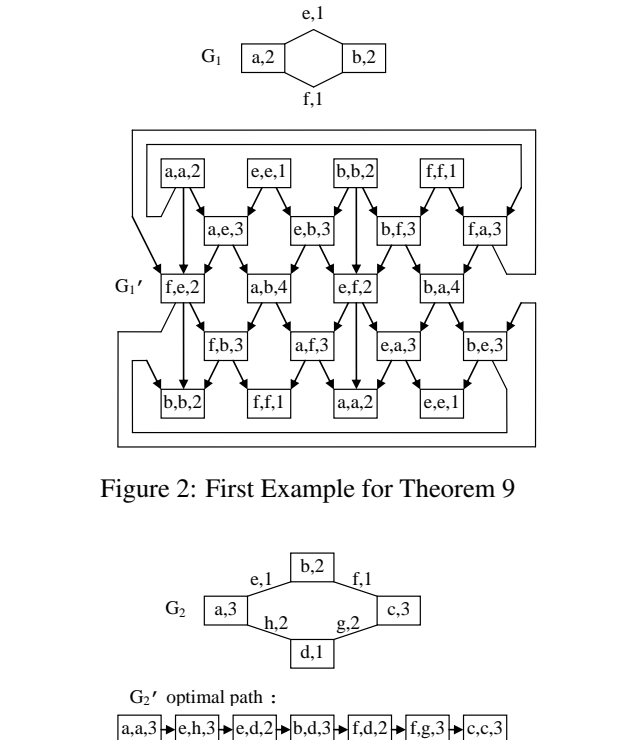 e,1
G₁ a,2 b,2
f,1
a,a,2 e,e,1 b,b,2 f,f,1
a,e,3 e,b,3 b,f,3 f,a,3
G₁′ f,e,2 a,b,4 e,f,2 b,a,4
f,b,3 a,f,3 e,a,3 b,e,3
b,b,2 f,f,1 a,a,2 e,e,1
Figure 2: First Example for Theorem 9
b,2
e,1 f,1
G₂ a,3 c,3
h,2 g,2
d,1
G₂′ optimal path :
a,a,3 e,h,3 e,d,2 b,d,3 f,d,2 f,g,3 c,c,3